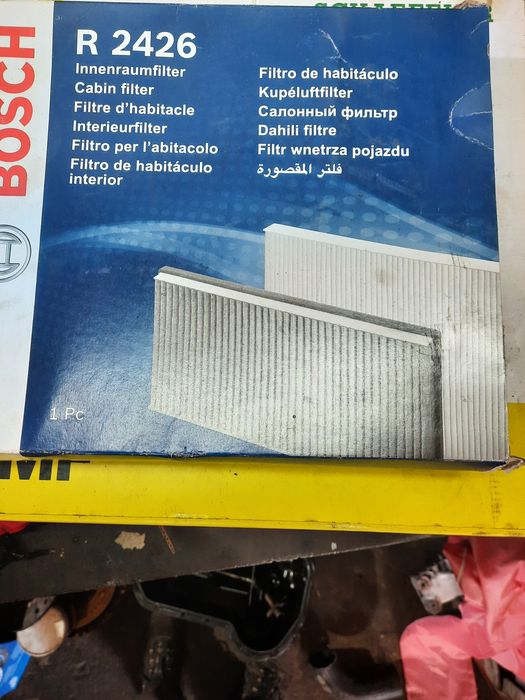 BOSCH
R 2426
Innenraumfilter
Cabin filter
Filtre d'habitacle
Interieurfilter
Filtro per l'abitacolo
Filtro de habitáculo
interior
Filtro de habitáculo
Kupéluftfilter
Салонный фильтр
Dahili filtre
Filtr wnetrza pojazdu
فلتر المقصورة
1 Pc